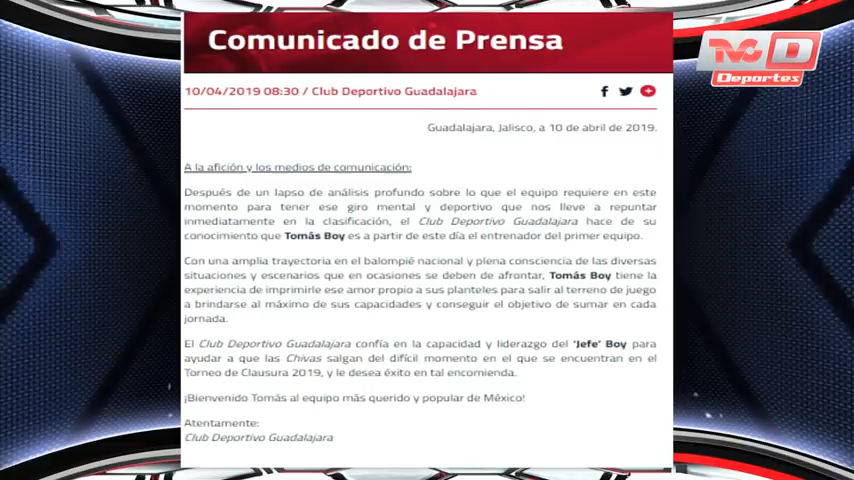 Comunicado de Prensa
TVC D
Deportes
10/04/2019 08:30 / Club Deportivo Guadalajara
Guadalajara, Jalisco, a 10 de abril de 2019.
A la afición y los medios de comunicación:
Después de un lapso de análisis profundo sobre lo que el equipo requiere en este
momento para tener ese giro mental y deportivo que nos lleve a repuntar
inmediatamente en la clasificación, el Club Deportivo Guadalajara hace de su
conocimiento que Tomás Boy es a partir de este día el entrenador del primer equipo.
Con una amplia trayectoria en el balompié nacional y plena consciencia de las diversas
situaciones y escenarios que en ocasiones se deben de afrontar, Tomás Boy tiene la
experiencia de imprimirle ese amor propio a sus planteles para salir al terreno de juego
a brindarse al máximo de sus capacidades y conseguir el objetivo de sumar en cada
jornada.
El Club Deportivo Guadalajara confía en la capacidad y liderazgo del 'Jefe' Boy para
ayudar a que las Chivas salgan del difícil momento en el que se encuentran en el
Torneo de Clausura 2019, y le desea éxito en tal encomienda.
¡Bienvenido Tomás al equipo más querido y popular de México!
Atentamente:
Club Deportivo Guadalajara